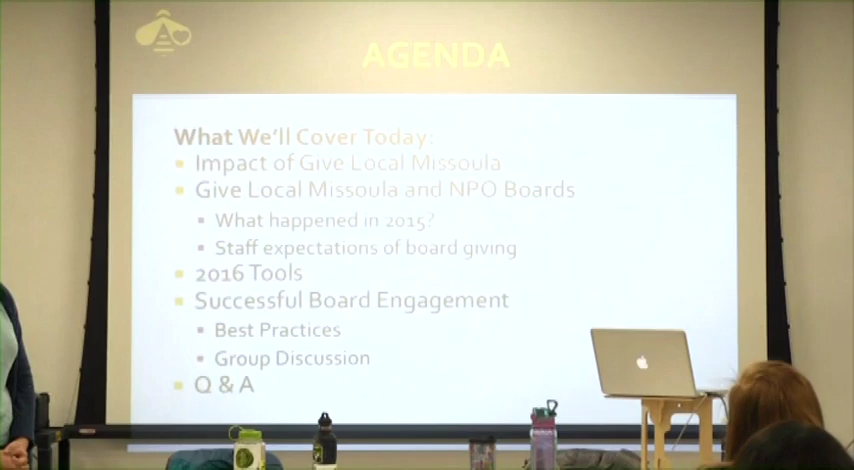 AGENDA
What We'll Cover Today:
Impact of Give Local Missoula
Give Local Missoula and NPO Boards
What happened in 2015?
Staff expectations of board giving
2016 Tools
Successful Board Engagement
Best Practices
Group Discussion
Q & A